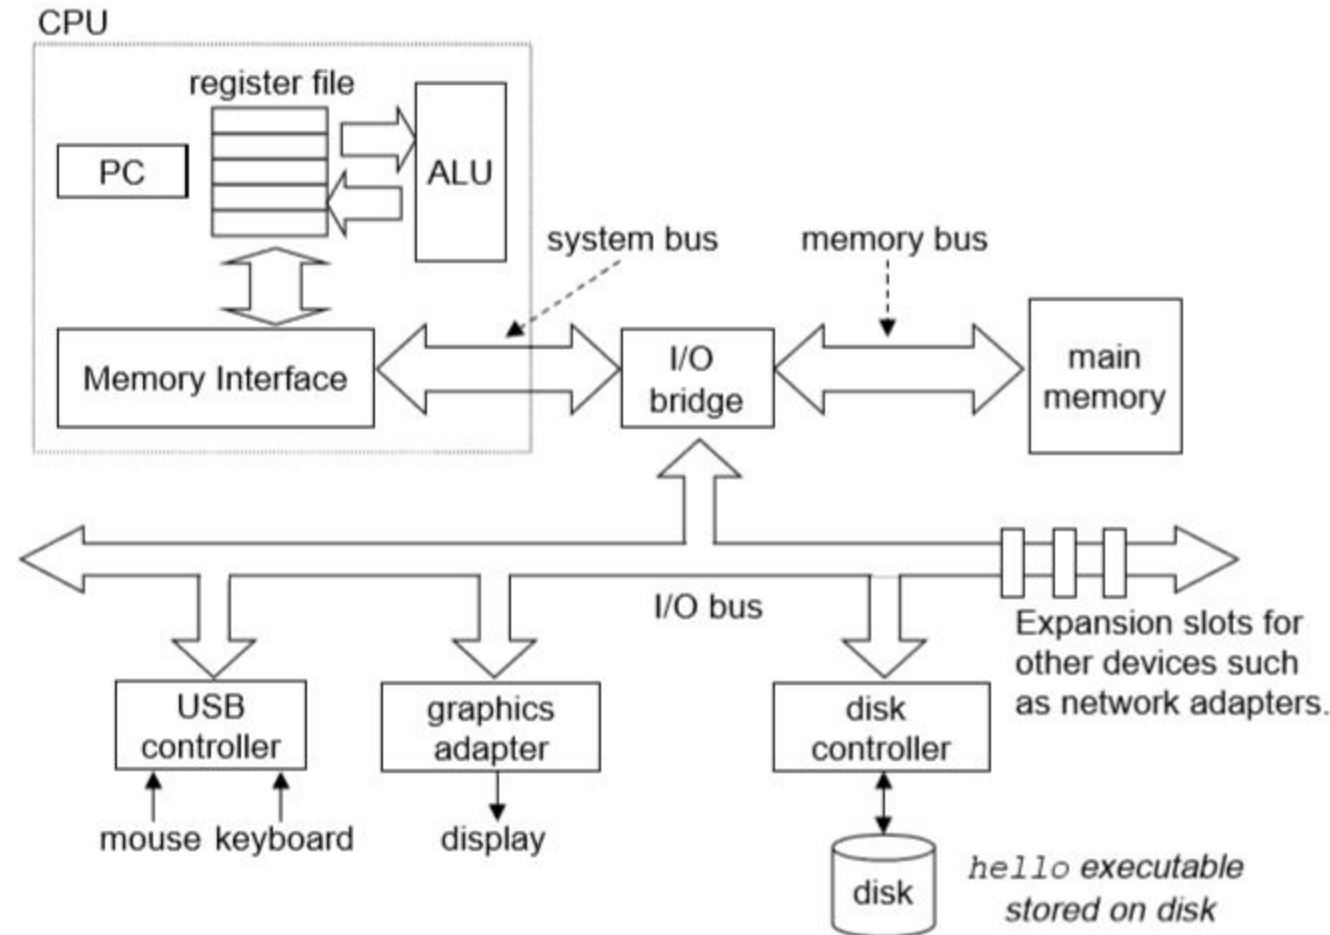 CPU
register file
PC
ALU
system bus
memory bus
Memory Interface
I/O
bridge
main
memory
I/O bus
Expansion slots for
other devices such
as network adapters.
USB
controller
graphics
adapter
disk
controller
mouse keyboard
display
disk
hello executable
stored on disk